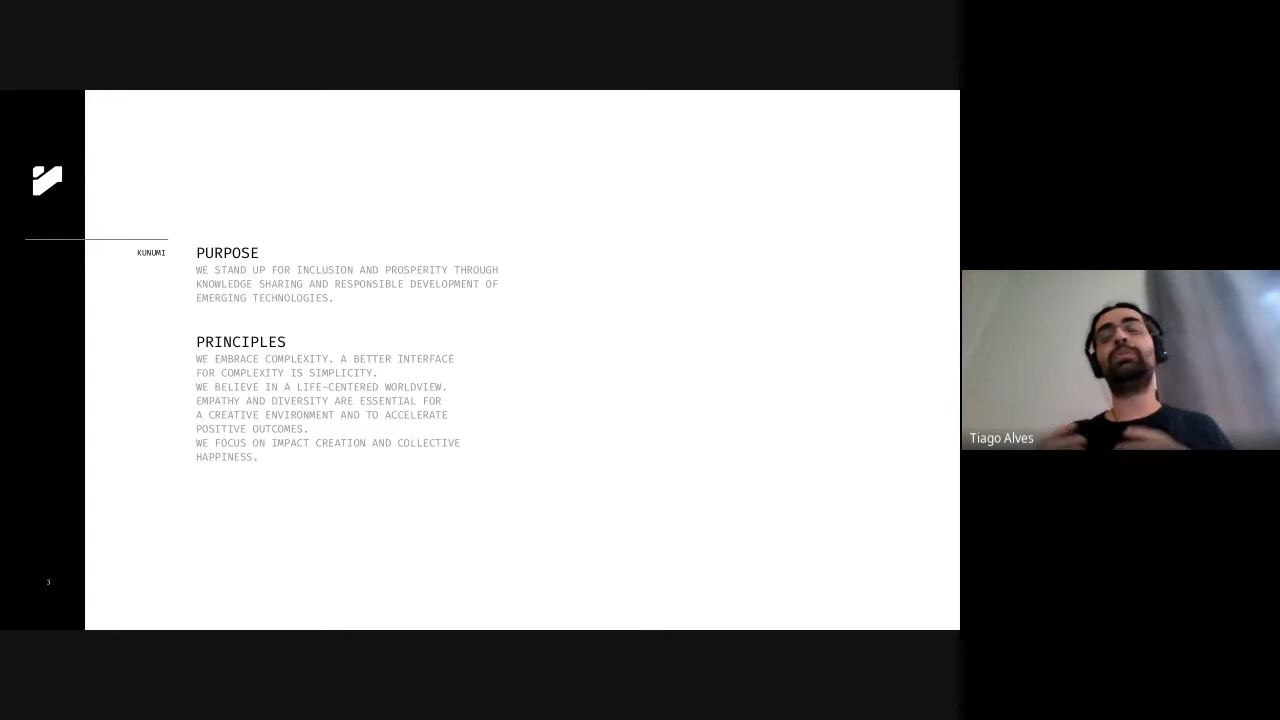 KUNUMI
PURPOSE
WE STAND UP FOR INCLUSION AND PROSPERITY THROUGH
KNOWLEDGE SHARING AND RESPONSIBLE DEVELOPMENT OF
EMERGING TECHNOLOGIES.
PRINCIPLES
WE EMBRACE COMPLEXITY. A BETTER INTERFACE
FOR COMPLEXITY IS SIMPLICITY.
WE BELIEVE IN A LIFE-CENTERED WORLDVIEW.
EMPATHY AND DIVERSITY ARE ESSENTIAL FOR
A CREATIVE ENVIRONMENT AND TO ACCELERATE
POSITIVE OUTCOMES.
WE FOCUS ON IMPACT CREATION AND COLLECTIVE
HAPPINESS.
3
Tiago Alves